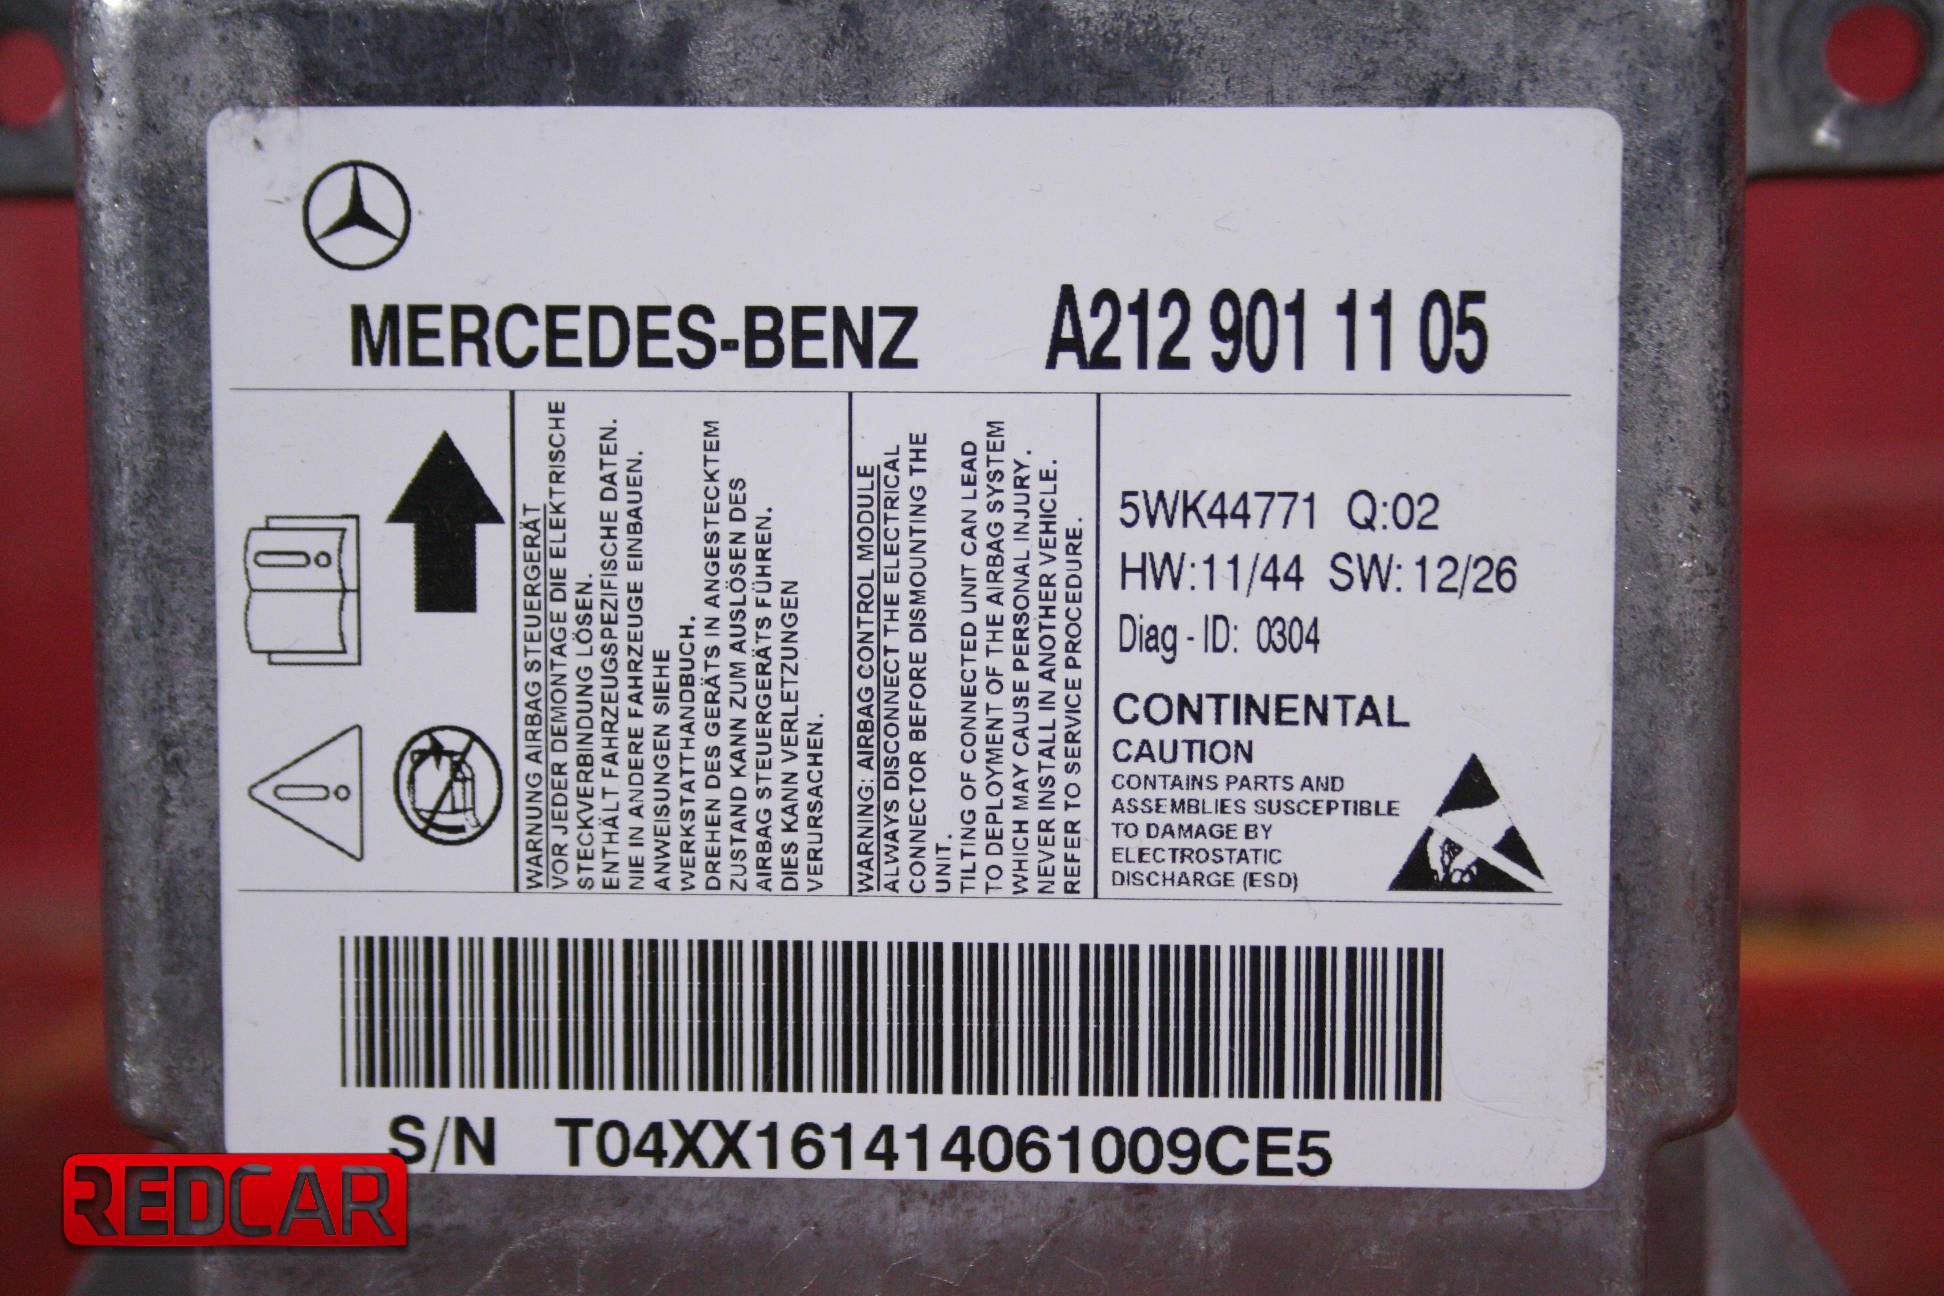 MERCEDES-BENZ A212 901 11 05
WARNUNG AIRBAG STEUERGERÄT
VOR JEDER DEMONTAGE DIE ELEKTRISCHE
STECKVERBINDUNG LÖSEN.
ENTHÄLT FAHRZEUGSPEZIFISCHE DATEN.
NIE IN ANDERE FAHRZEUGE EINBAUEN.
ANWEISUNGEN SIEHE
WERKSTATTHANDBUCH.
DREHEN DES GERÄTS IN ANGESTECKTEM
ZUSTAND KANN ZUM AUSLÖSEN DES
AIRBAG STEUERGERÄTS FÜHREN.
DIES KANN VERLETZUNGEN
VERURSACHEN.
WARNING: AIRBAG CONTROL MODULE
ALWAYS DISCONNECT THE ELECTRICAL
CONNECTOR BEFORE DISMOUNTING THE
UNIT.
TILTING OF CONNECTED UNIT CAN LEAD
TO DEPLOYMENT OF THE AIRBAG SYSTEM
WHICH MAY CAUSE PERSONAL INJURY.
NEVER INSTALL IN ANOTHER VEHICLE.
REFER TO SERVICE PROCEDURE.
5WK44771 Q:02
HW:11/44 SW:12/26
Diag - ID: 0304
CONTINENTAL
CAUTION
CONTAINS PARTS AND
ASSEMBLIES SUSCEPTIBLE
TO DAMAGE BY
ELECTROSTATIC
DISCHARGE (ESD)
S/N T04XX161414061009CE5
REDCAR